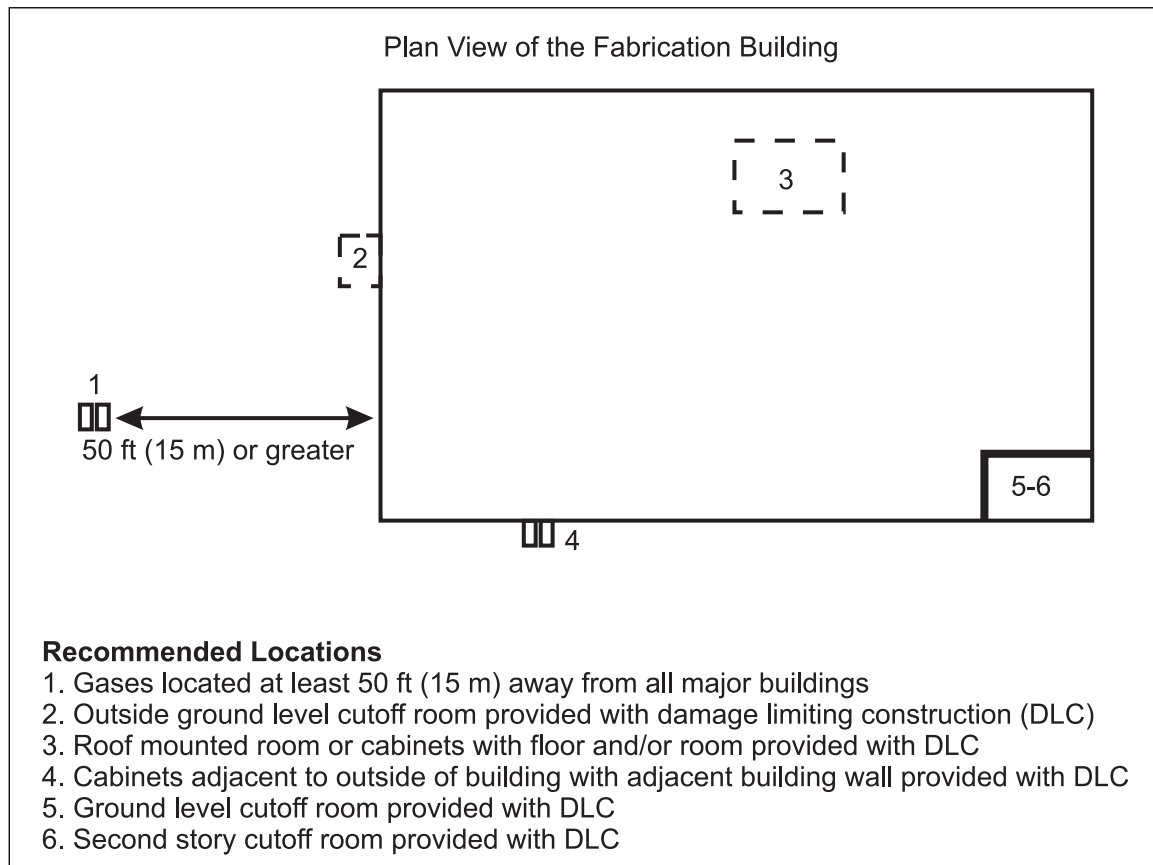 Plan View of the Fabrication Building
3
2
1
50 ft (15 m) or greater
5-6
4
Recommended Locations
1. Gases located at least 50 ft (15 m) away from all major buildings
2. Outside ground level cutoff room provided with damage limiting construction (DLC)
3. Roof mounted room or cabinets with floor and/or room provided with DLC
4. Cabinets adjacent to outside of building with adjacent building wall provided with DLC
5. Ground level cutoff room provided with DLC
6. Second story cutoff room provided with DLC